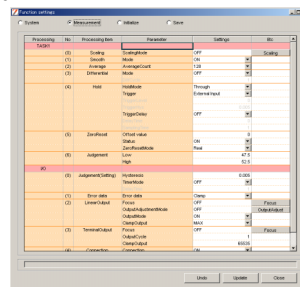 Function settings
System Measurement Initialize Save
Processing No Processing Item Parameter Settings Etc
TASK1
(0) Scaling ScalingMode OFF Scaling
(1) Smooth Mode ON
(2) Average AverageCount 128
(3) Differential Mode OFF
(4) Hold HoldMode Through
Trigger External Input
TriggerDelay OFF
(5) ZeroReset Offset value 0
Status ON
ZeroResetMode Real
(6) Judgement Low 47.5
High 52.5
I/O
(0) Judgement(Setting) Hysteresis 0.000
TimerMode OFF
(1) Error data Error data Clamp
(2) LinearOutput Focus OFF Focus
OutputAdjustmentMode OFF OutputAdjust
OutputMode ON
ClampOutput MAX
(3) TerminalOutput Focus OFF Focus
OutputCycle 1
ClampOutput 65535
(4) Connection Connection ON
Undo Update Close